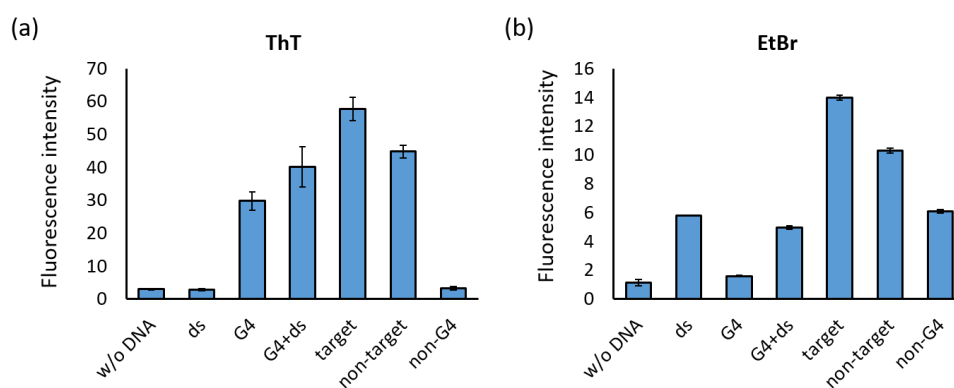 (a)
ThT
Fluorescence intensity
70
60
50
40
30
20
10
0
w/o DNA
ds
G4
G4+ds
target
non-target
non-G4
(b)
EtBr
Fluorescence intensity
16
14
12
10
8
6
4
2
0
w/o DNA
ds
G4
G4+ds
target
non-target
non-G4